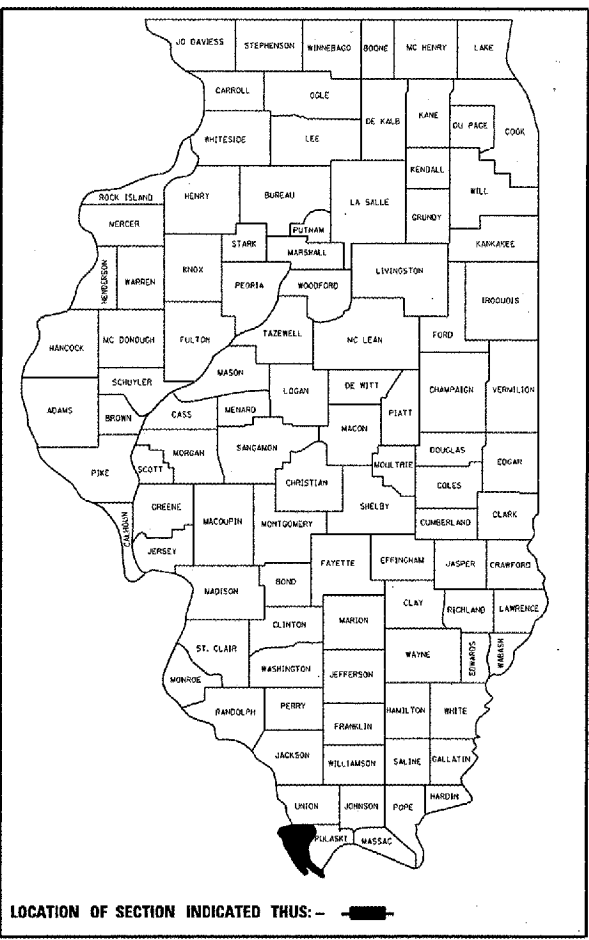 JO DAVIESS STEPHENSON WINNEBAGO BOONE MC HENRY LAKE
CARROLL OGLE DE KALB KANE DU PAGE COOK
WHITESIDE LEE
KENDALL WILL
ROCK ISLAND HENRY BUREAU LA SALLE GRUNDY
MERCER PUTNAM
STARK MARSHALL KANKAKEE
HENDERSON WARREN KNOX PEORIA WOODFORD LIVINGSTON IROQUOIS
HANCOCK MC DONOUGH FULTON TAZEWELL MC LEAN FORD
MASON
SCHUYLER LOGAN DE WITT CHAMPAIGN VERMILION
ADAMS BROWN CASS MENARD PIATT
MACON
MORGAN SANGAMON DOUGLAS EDGAR
PIKE SCOTT CHRISTIAN MOULTRIE COLES
GREENE MACOUPIN MONTGOMERY SHELBY CLARK
CALHOUN CUMBERLAND
JERSEY FAYETTE EFFINGHAM JASPER CRAWFORD
MADISON BOND
CLAY RICHLAND LAWRENCE
CLINTON MARION
ST. CLAIR WAYNE EDWARDS WABASH
WASHINGTON JEFFERSON
MONROE
RANDOLPH PERRY HAMILTON WHITE
FRANKLIN
JACKSON WILLIAMSON SALINE GALLATIN
UNION JOHNSON POPE HARDIN
PULASKI MASSAC
LOCATION OF SECTION INDICATED THUS: -